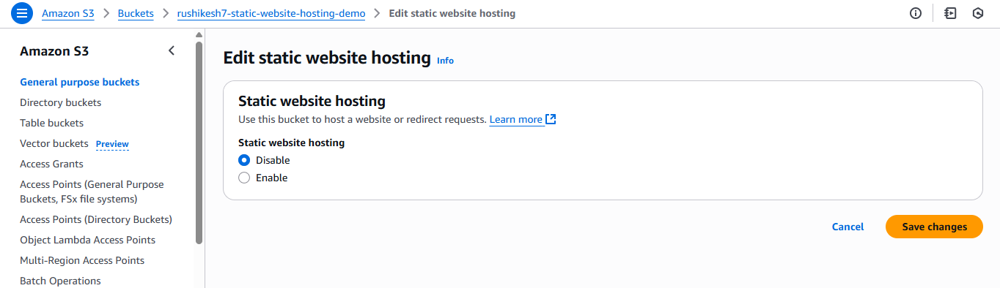 Amazon S3 > Buckets > rushikesh7-static-website-hosting-demo > Edit static website hosting
Amazon S3
General purpose buckets
Directory buckets
Table buckets
Vector buckets Preview
Access Grants
Access Points (General Purpose
Buckets, FSx file systems)
Access Points (Directory Buckets)
Object Lambda Access Points
Multi-Region Access Points
Batch Operations
Edit static website hosting Info
Static website hosting
Use this bucket to host a website or redirect requests. Learn more
Static website hosting
Disable
Enable
Cancel
Save changes